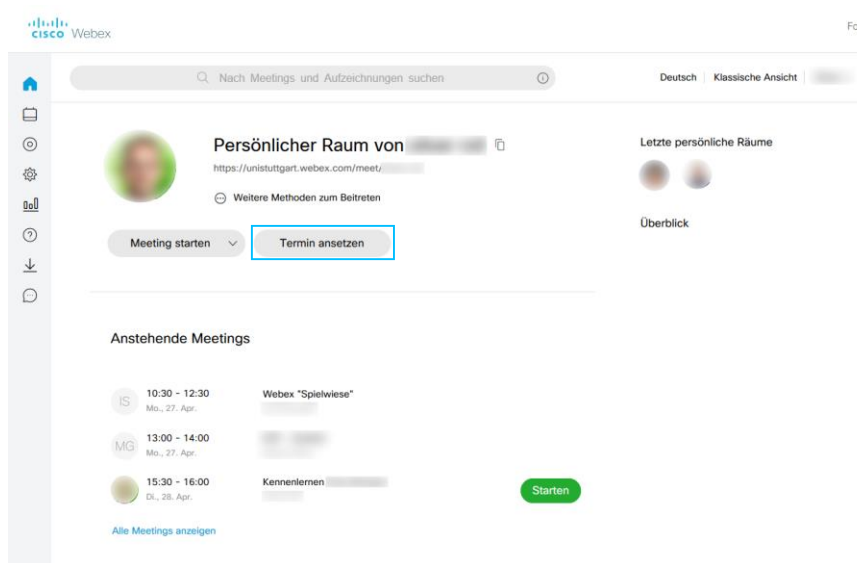 cisco Webex
Nach Meetings und Aufzeichnungen suchen
Deutsch
Klassische Ansicht
Persönlicher Raum von
https://unistuttgart.webex.com/meet/
Weitere Methoden zum Beitreten
Meeting starten
Termin ansetzen
Letzte persönliche Räume
Überblick
Anstehende Meetings
IS
10:30 - 12:30
Webex "Spielwiese"
Mo., 27. Apr.
MG
13:00 - 14:00
Mo., 27. Apr.
15:30 - 16:00
Kennenlernen
Di., 28. Apr.
Starten
Alle Meetings anzeigen